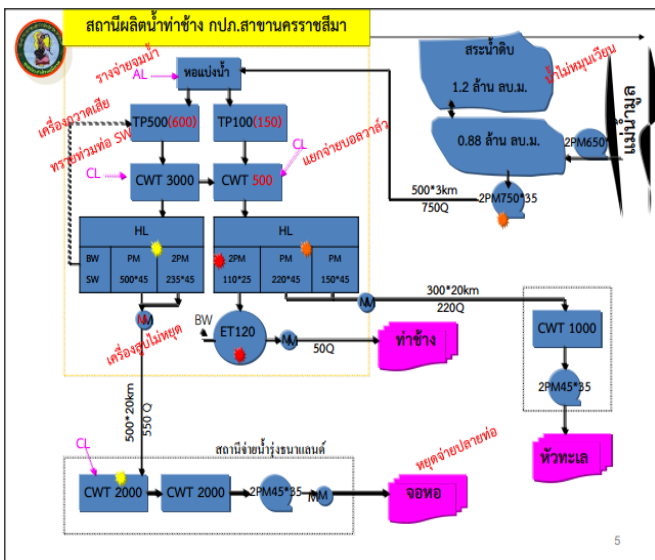 สถานีผลิตน้ำท่าช้าง กปภ.สาขานครราชสีมา
รางจ่ายจมน้ำ
AL
หอแบ่งน้ำ
สระน้ำดิบ
1.2 ล้าน ลบ.ม.
น้ำไม่หมุนเวียน
แม่น้ำมูล
เครื่องกวาดเสีย
TP500(600)
TP100(150)
ทรายท่วมท่อ SW
CL
แยกจ่ายบอลวาล์ว
0.88 ล้าน ลบ.ม.
2PM650*
CL
CWT 3000
CWT 500
500*3km
750Q
2PM750*35
HL
BW
SW
PM
500*45
2PM
235*45
HL
2PM
110*25
PM
220*45
PM
150*45
300*20km
220Q
MM
MM
เครื่องสูบไม่หยุด
BW
ET120
MM
50Q
ท่าช้าง
CWT 1000
2PM45*35
หัวทะเล
500*20km
550 Q
สถานีจ่ายน้ำรุ่งธนาแลนด์
CL
CWT 2000
CWT 2000
2PM45*35
MM
หยุดจ่ายปลายท่อ
จอหอ
5